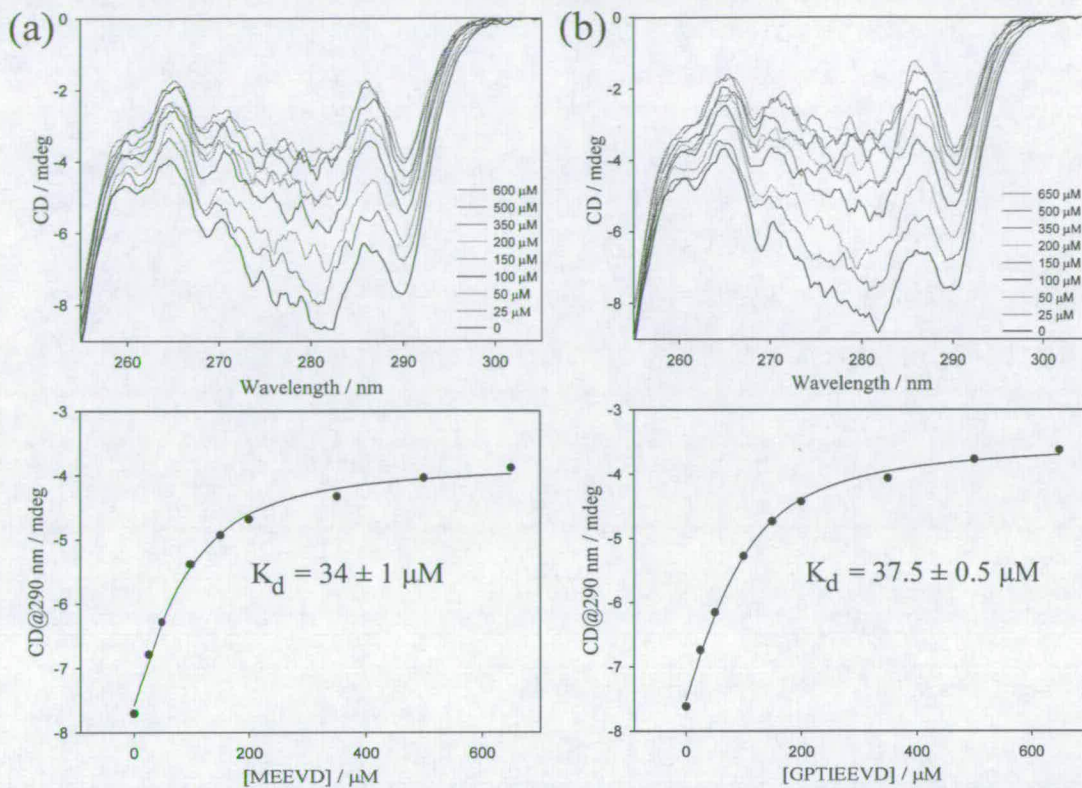 (a)
CD / mdeg
0
-2
-4
-6
-8
600 µM
500 µM
350 µM
200 µM
150 µM
100 µM
50 µM
25 µM
0
260
270
280
290
300
Wavelength / nm
(b)
CD / mdeg
0
-2
-4
-6
-8
650 µM
500 µM
350 µM
200 µM
150 µM
100 µM
50 µM
25 µM
0
260
270
280
290
300
Wavelength / nm
CD@290 nm / mdeg
-3
-4
-5
-6
-7
-8
Kd = 34 ± 1 µM
0
200
400
600
[MEEVD] / µM
CD@290 nm / mdeg
-3
-4
-5
-6
-7
-8
Kd = 37.5 ± 0.5 µM
0
200
400
600
[GPTIEEVD] / µM